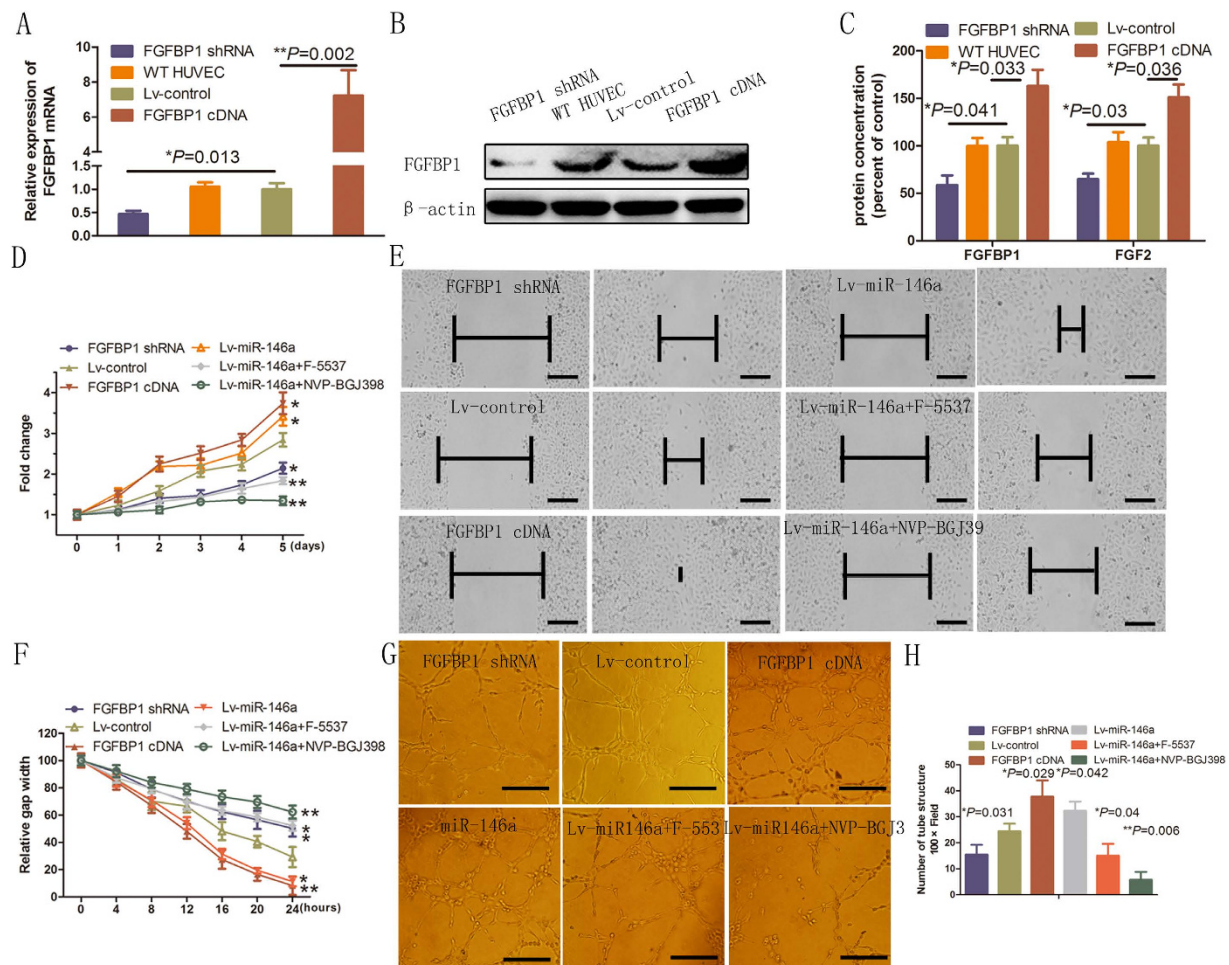 A
FGFBP1 shRNA
WT HUVEC
Lv-control
FGFBP1 cDNA
**P=0.002
*P=0.013
Relative expression of
FGFBP1 mRNA
10
8
6
4
1.5
1.0
0.5
0.0
B
FGFBP1 shRNA
WT HUVEC
Lv-control
FGFBP1 cDNA
FGFBP1
β-actin
C
FGFBP1 shRNA
WT HUVEC
Lv-control
FGFBP1 cDNA
*P=0.033
*P=0.036
*P=0.041
*P=0.03
protein concentration
(percent of control)
200
150
100
50
0
FGFBP1
FGF2
D
FGFBP1 shRNA
Lv-control
FGFBP1 cDNA
Lv-miR-146a
Lv-miR-146a+F-5537
Lv-miR-146a+NVP-BGJ398
Fold change
4
3
2
1
*
*
*
**
**
0 1 2 3 4 5 (days)
E
FGFBP1 shRNA
Lv-miR-146a
Lv-control
Lv-miR-146a+F-5537
FGFBP1 cDNA
Lv-miR-146a+NVP-BGJ39
F
FGFBP1 shRNA
Lv-control
FGFBP1 cDNA
Lv-miR-146a
Lv-miR-146a+F-5537
Lv-miR-146a+NVP-BGJ398
Relative gap width
120
100
80
60
40
20
0
**
*
*
*
**
0 4 8 12 16 20 24(hours)
G
FGFBP1 shRNA
Lv-control
FGFBP1 cDNA
miR-146a
Lv-miR146a+F-553
Lv-miR146a+NVP-BGJ3
H
FGFBP1 shRNA
Lv-control
FGFBP1 cDNA
Lv-miR-146a
Lv-miR-146a+F-5537
Lv-miR-146a+NVP-BGJ398
*P=0.029
*P=0.042
*P=0.031
*P=0.04
**P=0.006
Number of tube structure
100 × Field
50
40
30
20
10
0